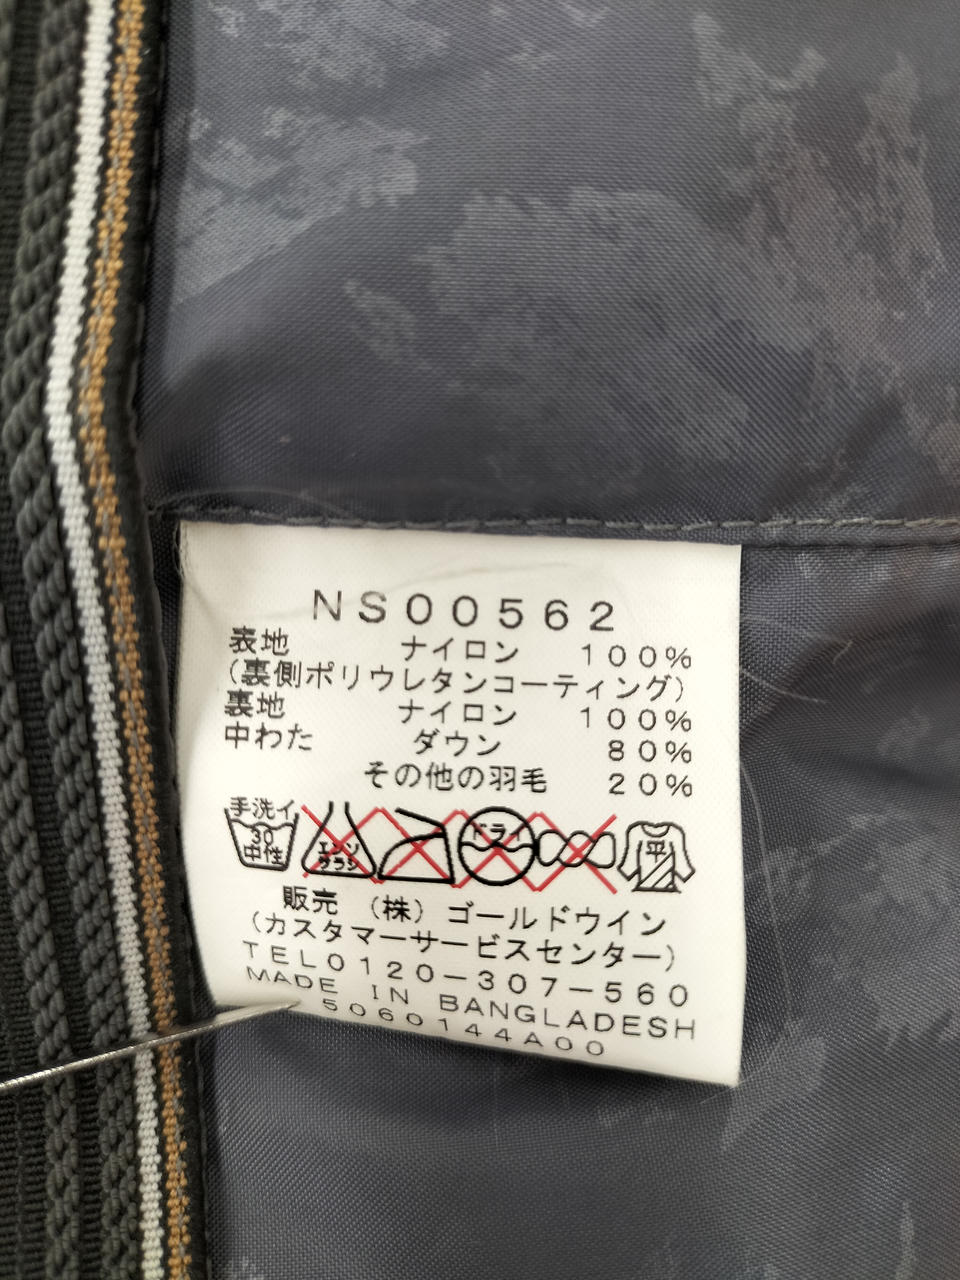 NS00562
表地 ナイロン 100%
(裏側ポリウレタンコーティング)
裏地 ナイロン 100%
中わた ダウン 80%
その他の羽毛 20%
手洗イ 30 中性 エンソ サラシ ドライ 平
販売 (株) ゴールドウイン
(カスタマーサービスセンター)
TEL0120-307-560
MADE IN BANGLADESH
5060144A00